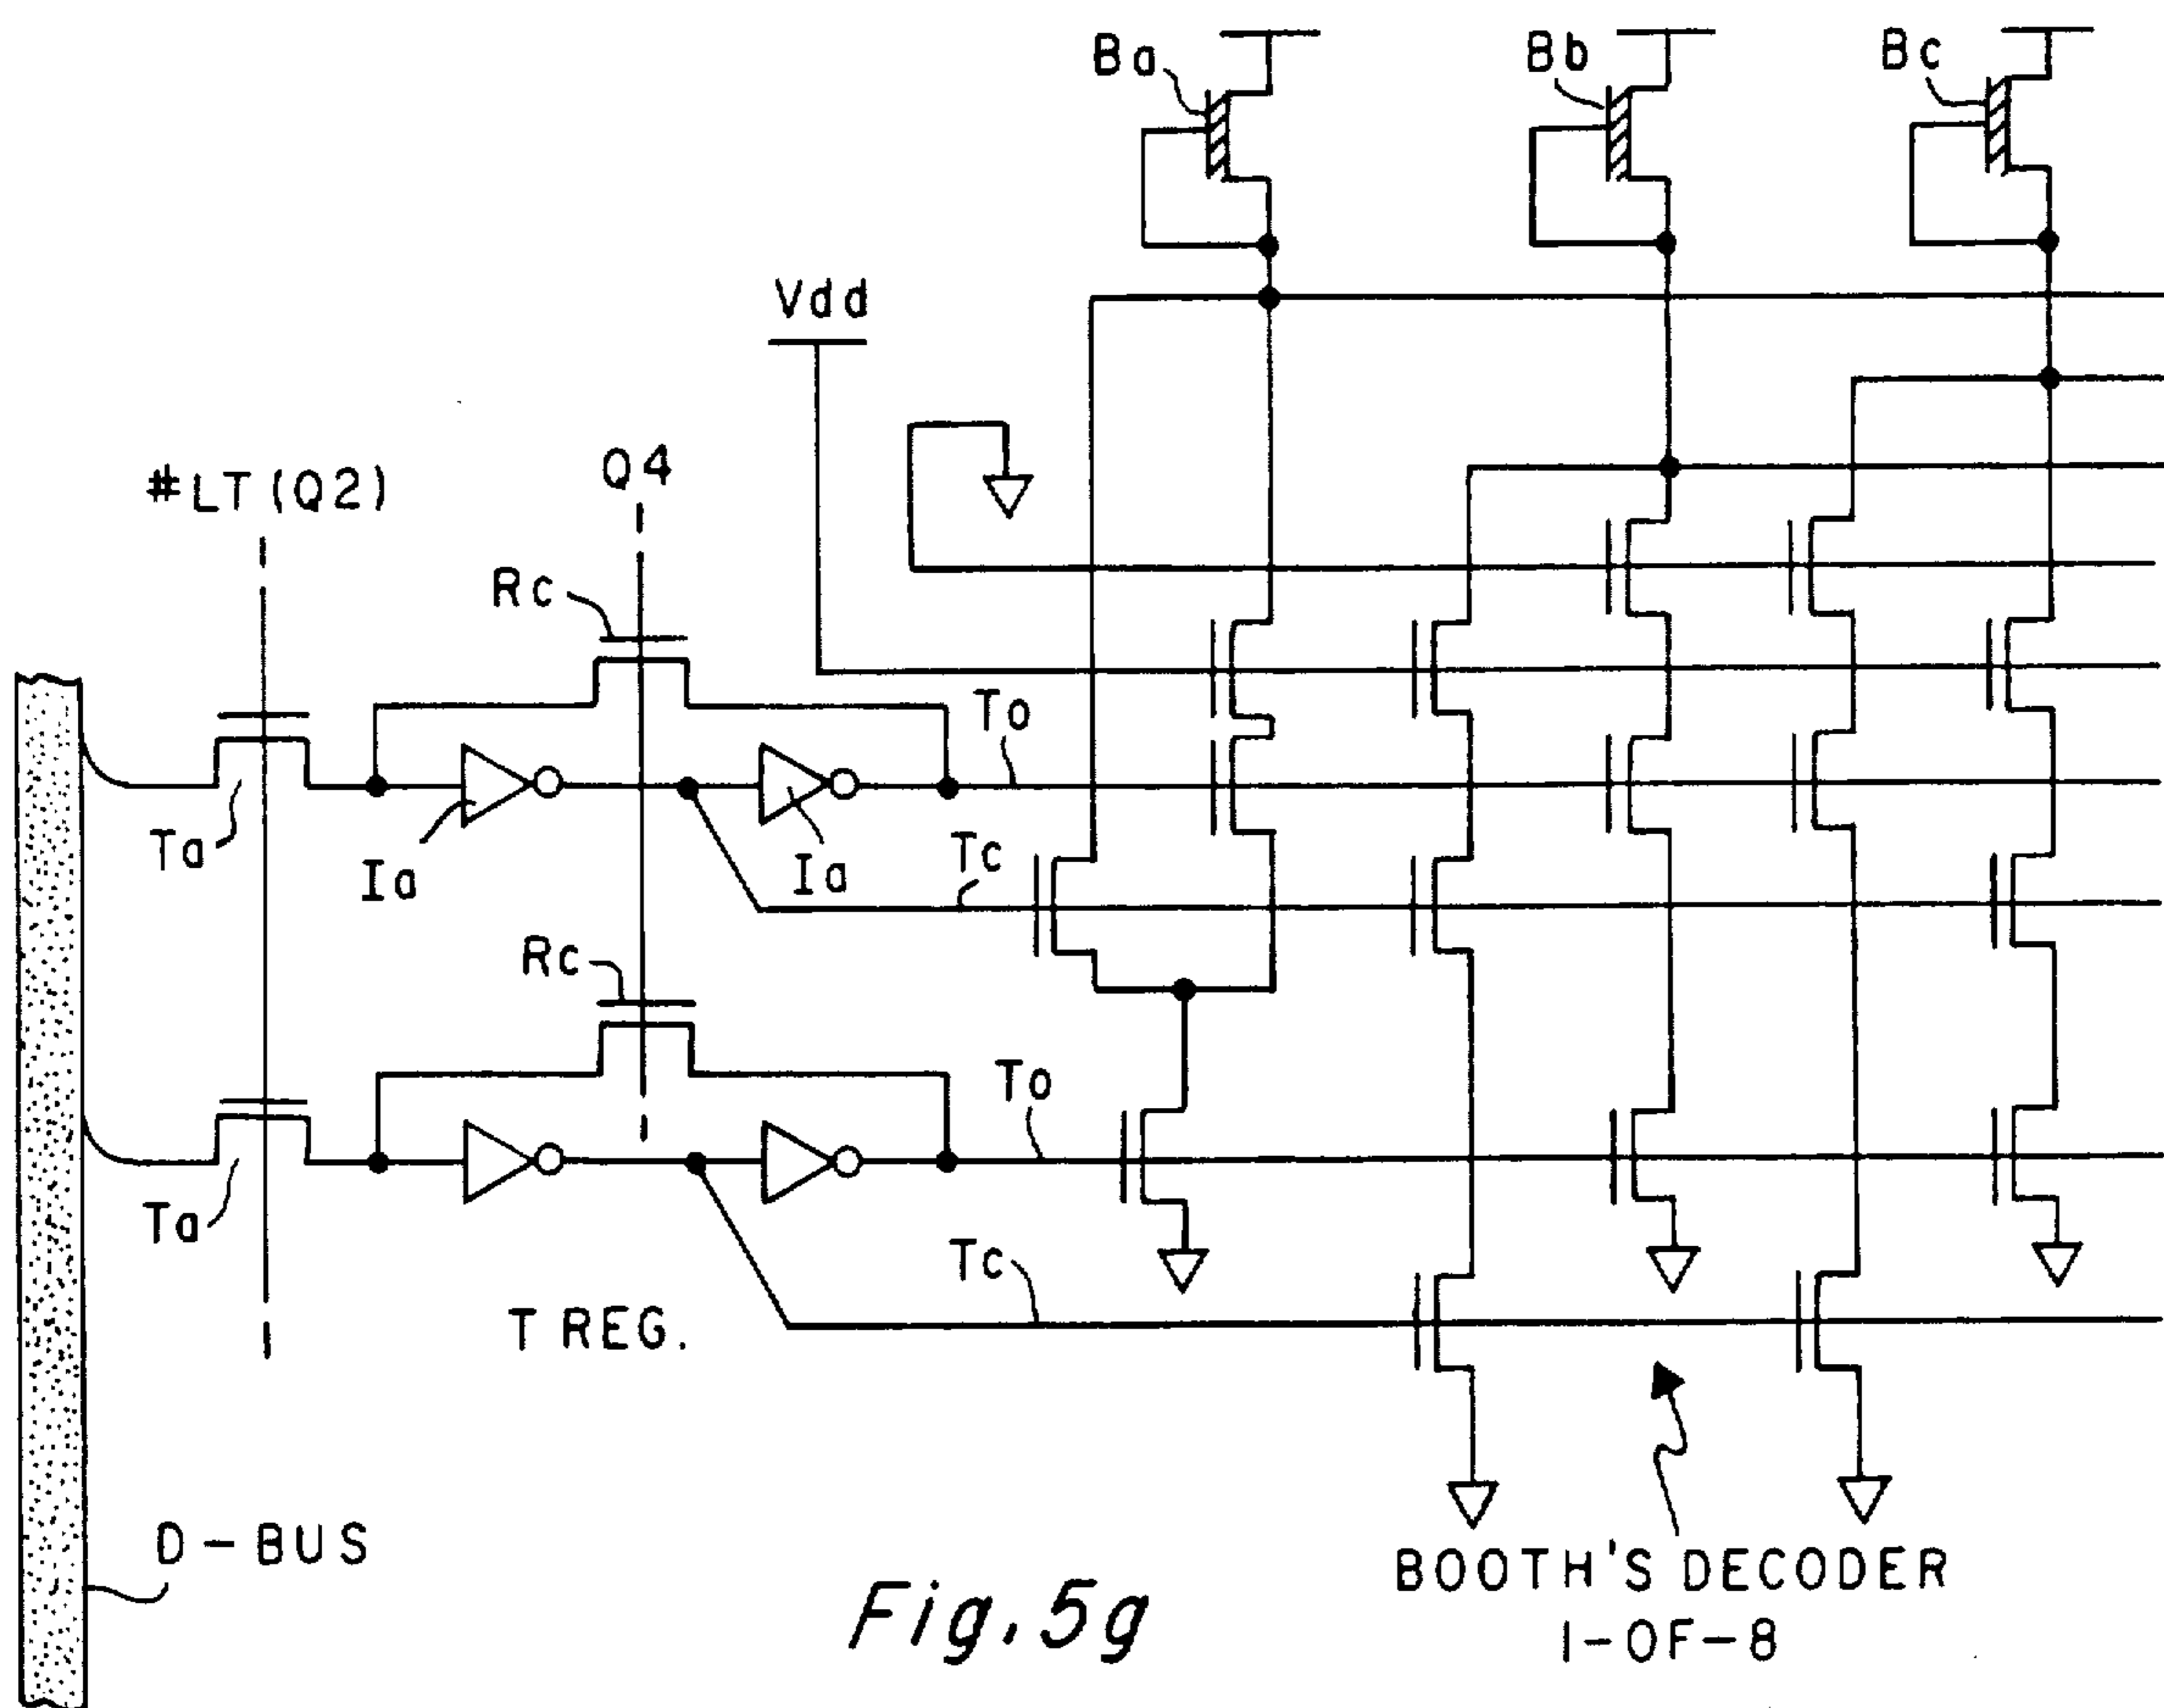 Ba
Bb
Bc
Vdd
#LT(Q2)
Q4
Rc
To
Ta
Ia
Ia
Tc
Rc
To
Ta
Tc
T REG.
D-BUS
BOOTH'S DECODER
1-OF-8
Fig. 5g